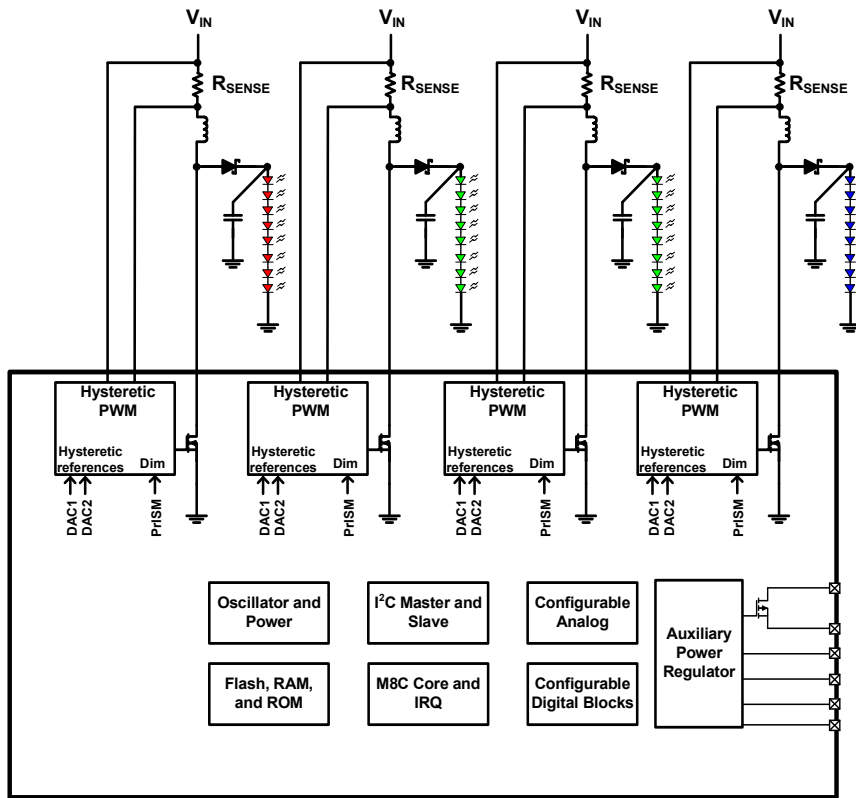 V_IN V_IN V_IN V_IN
R_SENSE R_SENSE R_SENSE R_SENSE
Hysteretic PWM
Hysteretic references
Dim
DAC1
DAC2
PrISM
Hysteretic PWM
Hysteretic references
Dim
DAC1
DAC2
PrISM
Hysteretic PWM
Hysteretic references
Dim
DAC1
DAC2
PrISM
Hysteretic PWM
Hysteretic references
Dim
DAC1
DAC2
PrISM
Oscillator and
Power
I²C Master and
Slave
Configurable
Analog
Auxiliary
Power
Regulator
Flash, RAM,
and ROM
M8C Core and
IRQ
Configurable
Digital Blocks